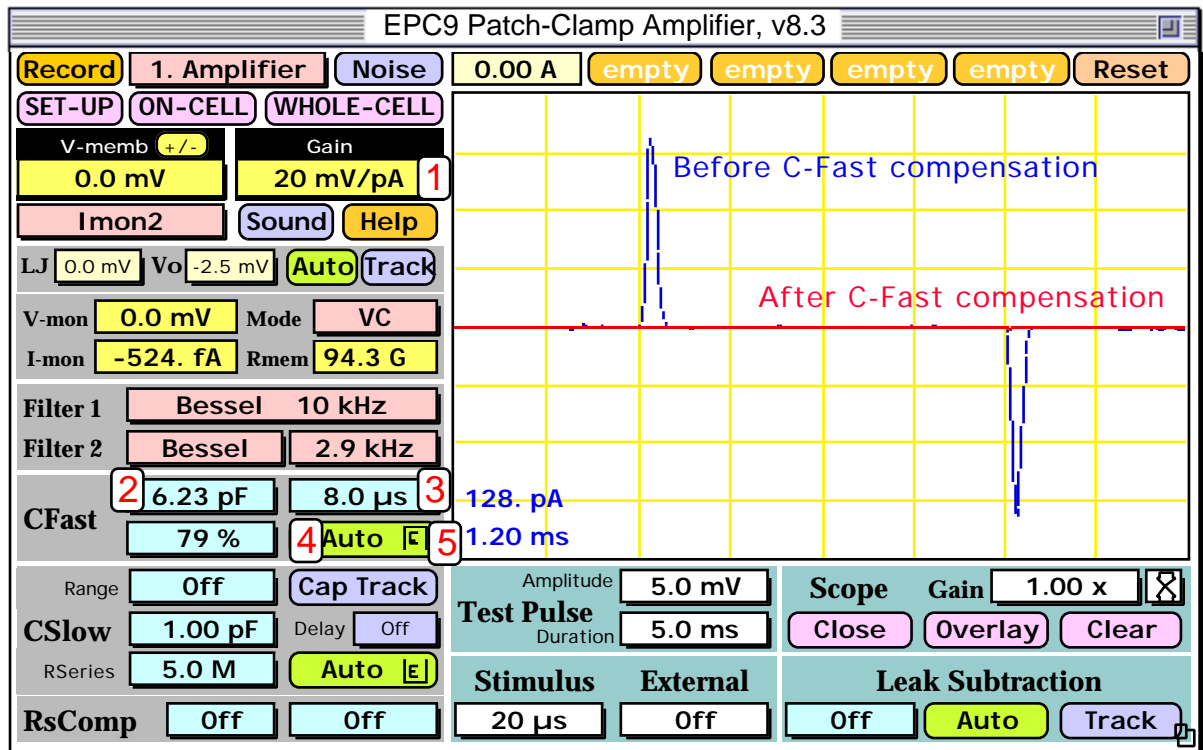 EPC9 Patch-Clamp Amplifier, v8.3
Record 1. Amplifier Noise 0.00 A empty empty empty empty Reset
SET-UP ON-CELL WHOLE-CELL
V-memb +/- Gain
0.0 mV 20 mV/pA 1
Before C-Fast compensation
Imon2 Sound Help
LJ 0.0 mV Vo -2.5 mV Auto Track
After C-Fast compensation
V-mon 0.0 mV Mode VC
I-mon -524. fA Rmem 94.3 G
Filter 1 Bessel 10 kHz
Filter 2 Bessel 2.9 kHz
CFast 2 6.23 pF 8.0 µs 3
79 % 4 Auto E 5
128. pA
1.20 ms
Range Off Cap Track
CSlow 1.00 pF Delay Off
RSeries 5.0 M Auto E
RsComp Off Off
Test Pulse
Amplitude 5.0 mV
Duration 5.0 ms
Scope Gain 1.00 x
Close Overlay Clear
Stimulus External
20 µs Off
Leak Subtraction
Off Auto Track